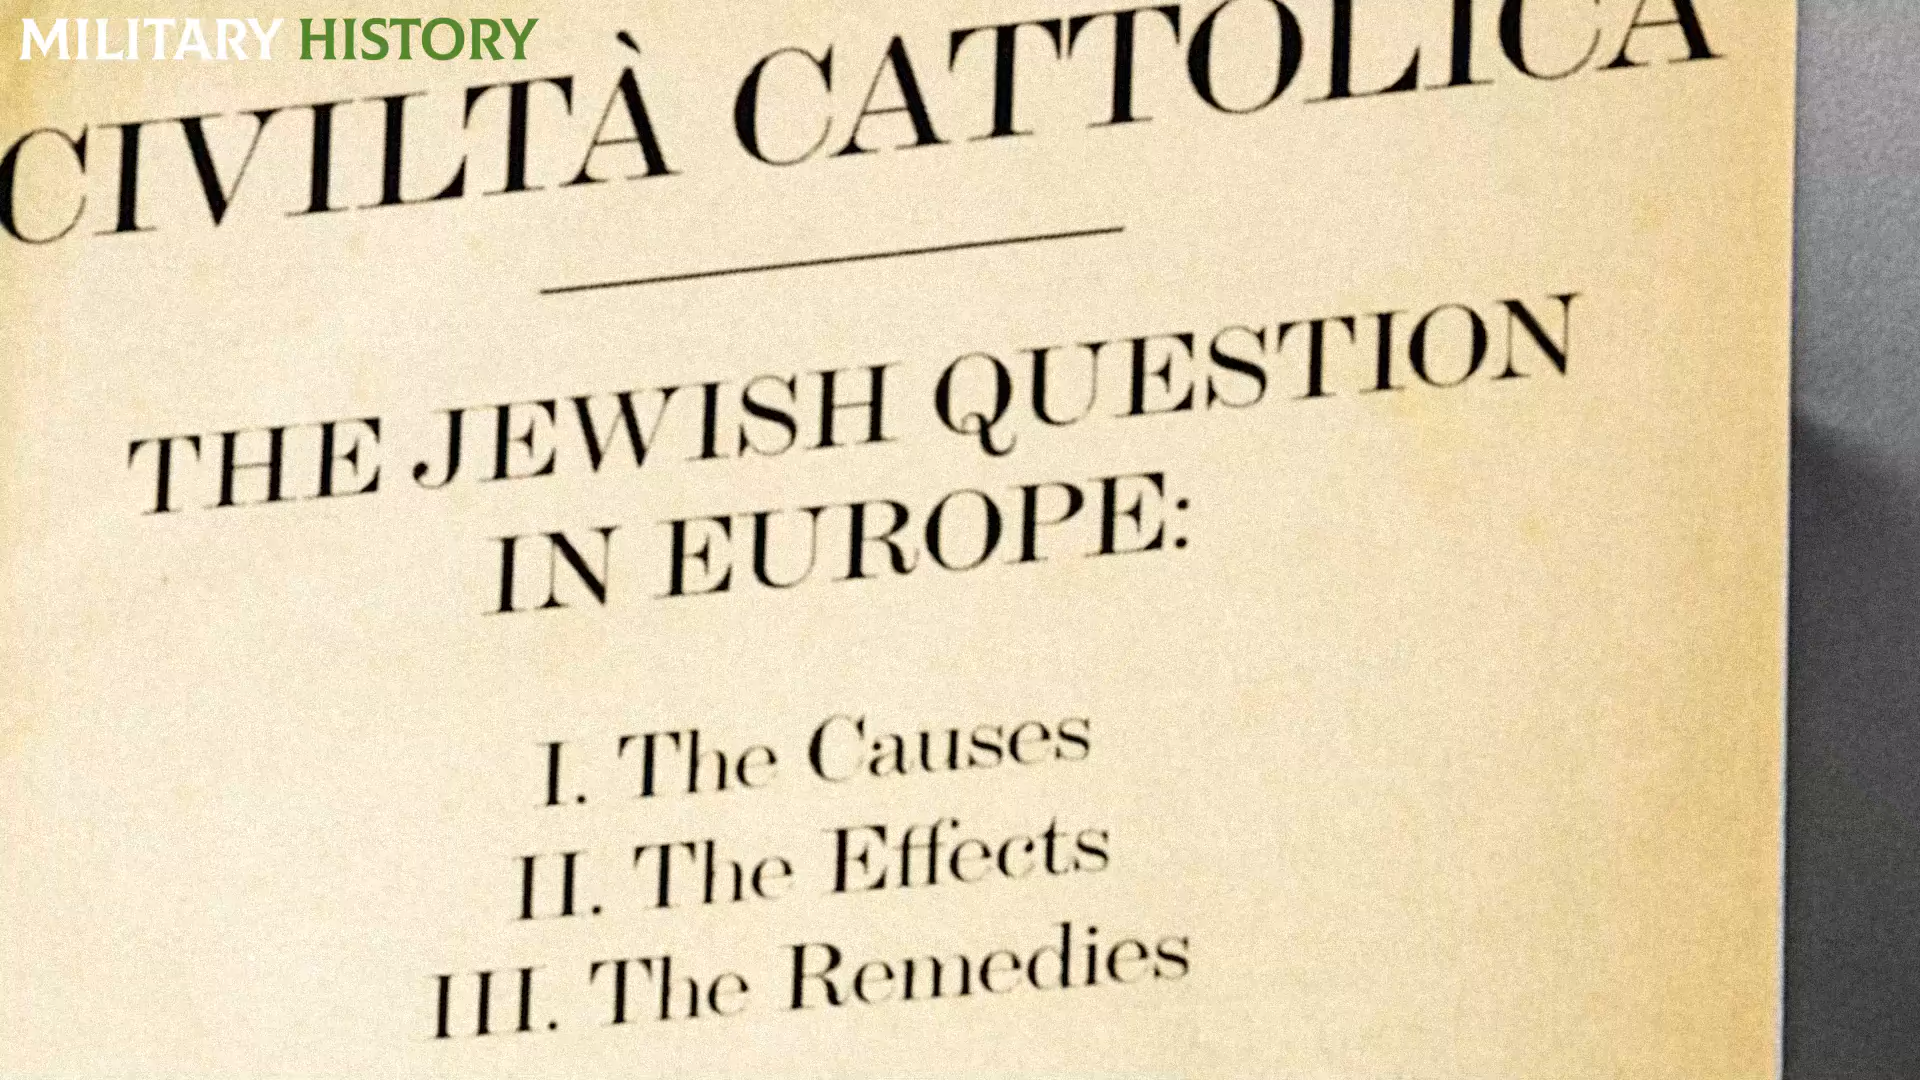 MILITARY HISTORY
CIVILTÀ CATTOLICA
THE JEWISH QUESTION
IN EUROPE:
I. The Causes
II. The Effects
III. The Remedies